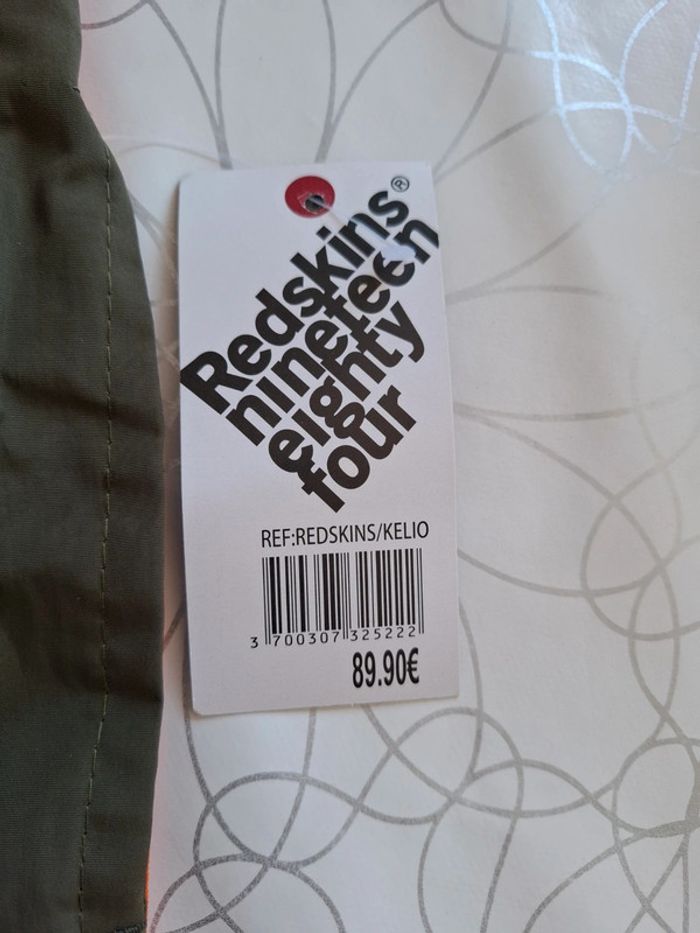 Redskins®
nineteen
eighty
four
REF:REDSKINS/KELIO
3 700307 325222
89.90€